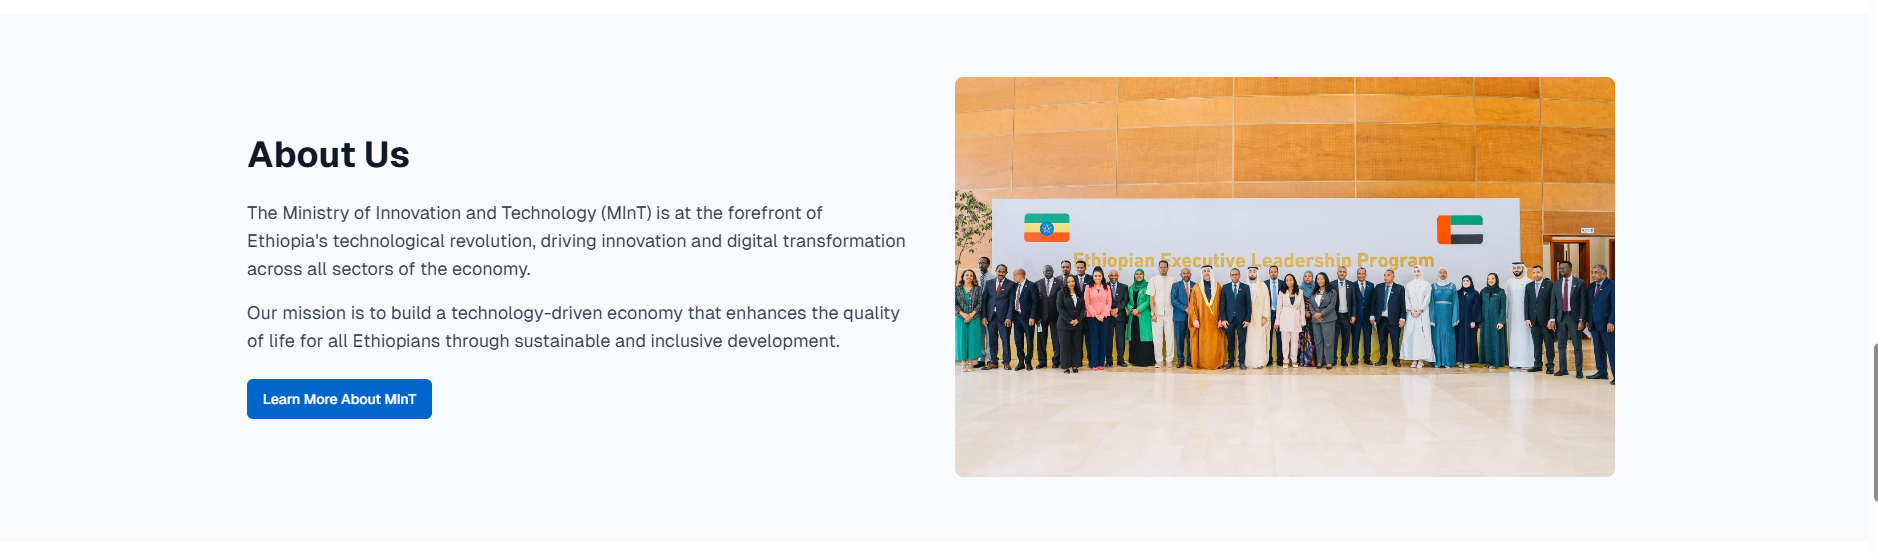 About Us
The Ministry of Innovation and Technology (MInT) is at the forefront of
Ethiopia's technological revolution, driving innovation and digital transformation
across all sectors of the economy.
Our mission is to build a technology-driven economy that enhances the quality
of life for all Ethiopians through sustainable and inclusive development.
Learn More About MInT
Ethiopian Executive Leadership Program